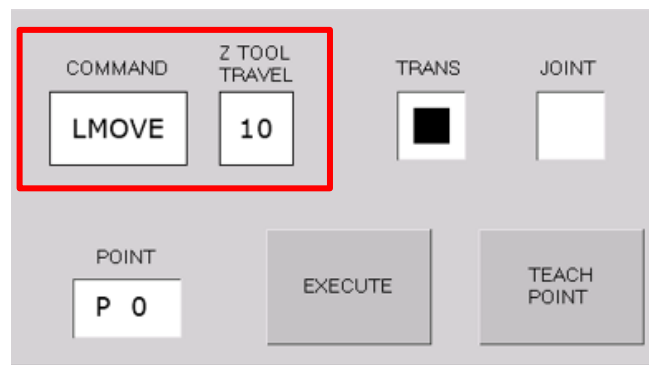 COMMAND
Z TOOL
TRAVEL
TRANS
JOINT
LMOVE
10
POINT
P 0
EXECUTE
TEACH
POINT